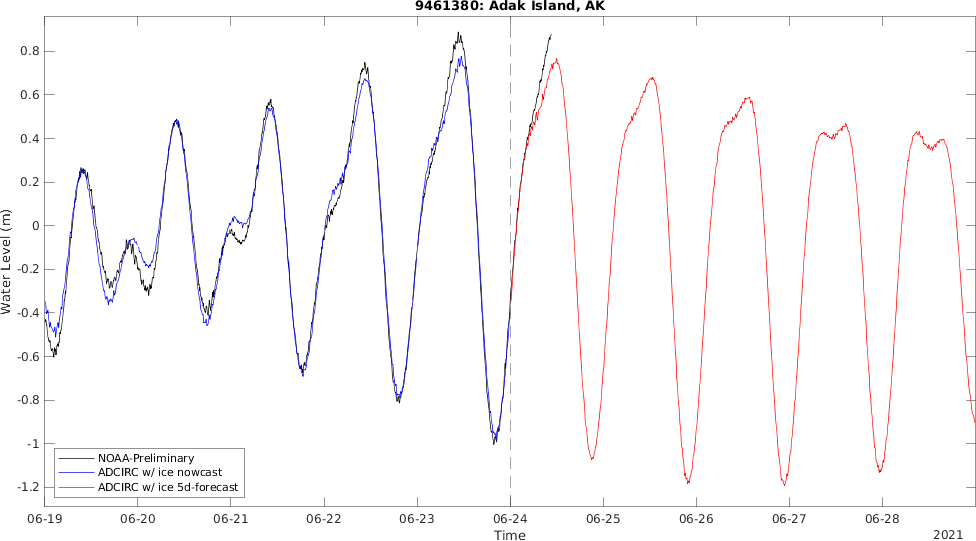 9461380: Adak Island, AK
Water Level (m)
0.8
0.6
0.4
0.2
0
-0.2
-0.4
-0.6
-0.8
-1
-1.2
NOAA-Preliminary
ADCIRC w/ ice nowcast
ADCIRC w/ ice 5d-forecast
06-19 06-20 06-21 06-22 06-23 06-24 06-25 06-26 06-27 06-28
Time
2021